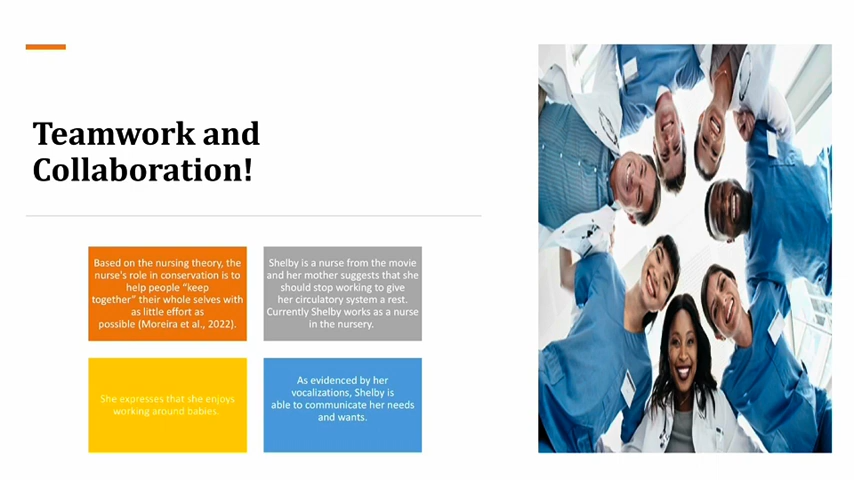 Teamwork and
Collaboration!
Based on the nursing theory, the
nurse's role in conservation is to
help people “keep
together” their whole selves with
as little effort as
possible (Moreira et al., 2022).
Shelby is a nurse from the movie
and her mother suggests that she
should stop working to give
her circulatory system a rest.
Currently Shelby works as a nurse
in the nursery.
She expresses that she enjoys
working around babies.
As evidenced by her
vocalizations, Shelby is
able to communicate her needs
and wants.